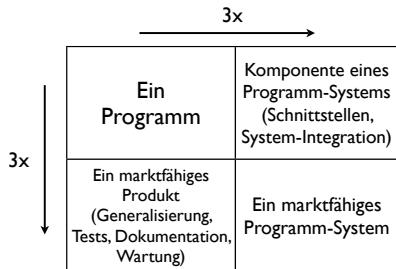 3x
3x
Ein
Programm
Komponente eines
Programm-Systems
(Schnittstellen,
System-Integration)
Ein marktfähiges
Produkt
(Generalisierung,
Tests, Dokumentation,
Wartung)
Ein marktfähiges
Programm-System